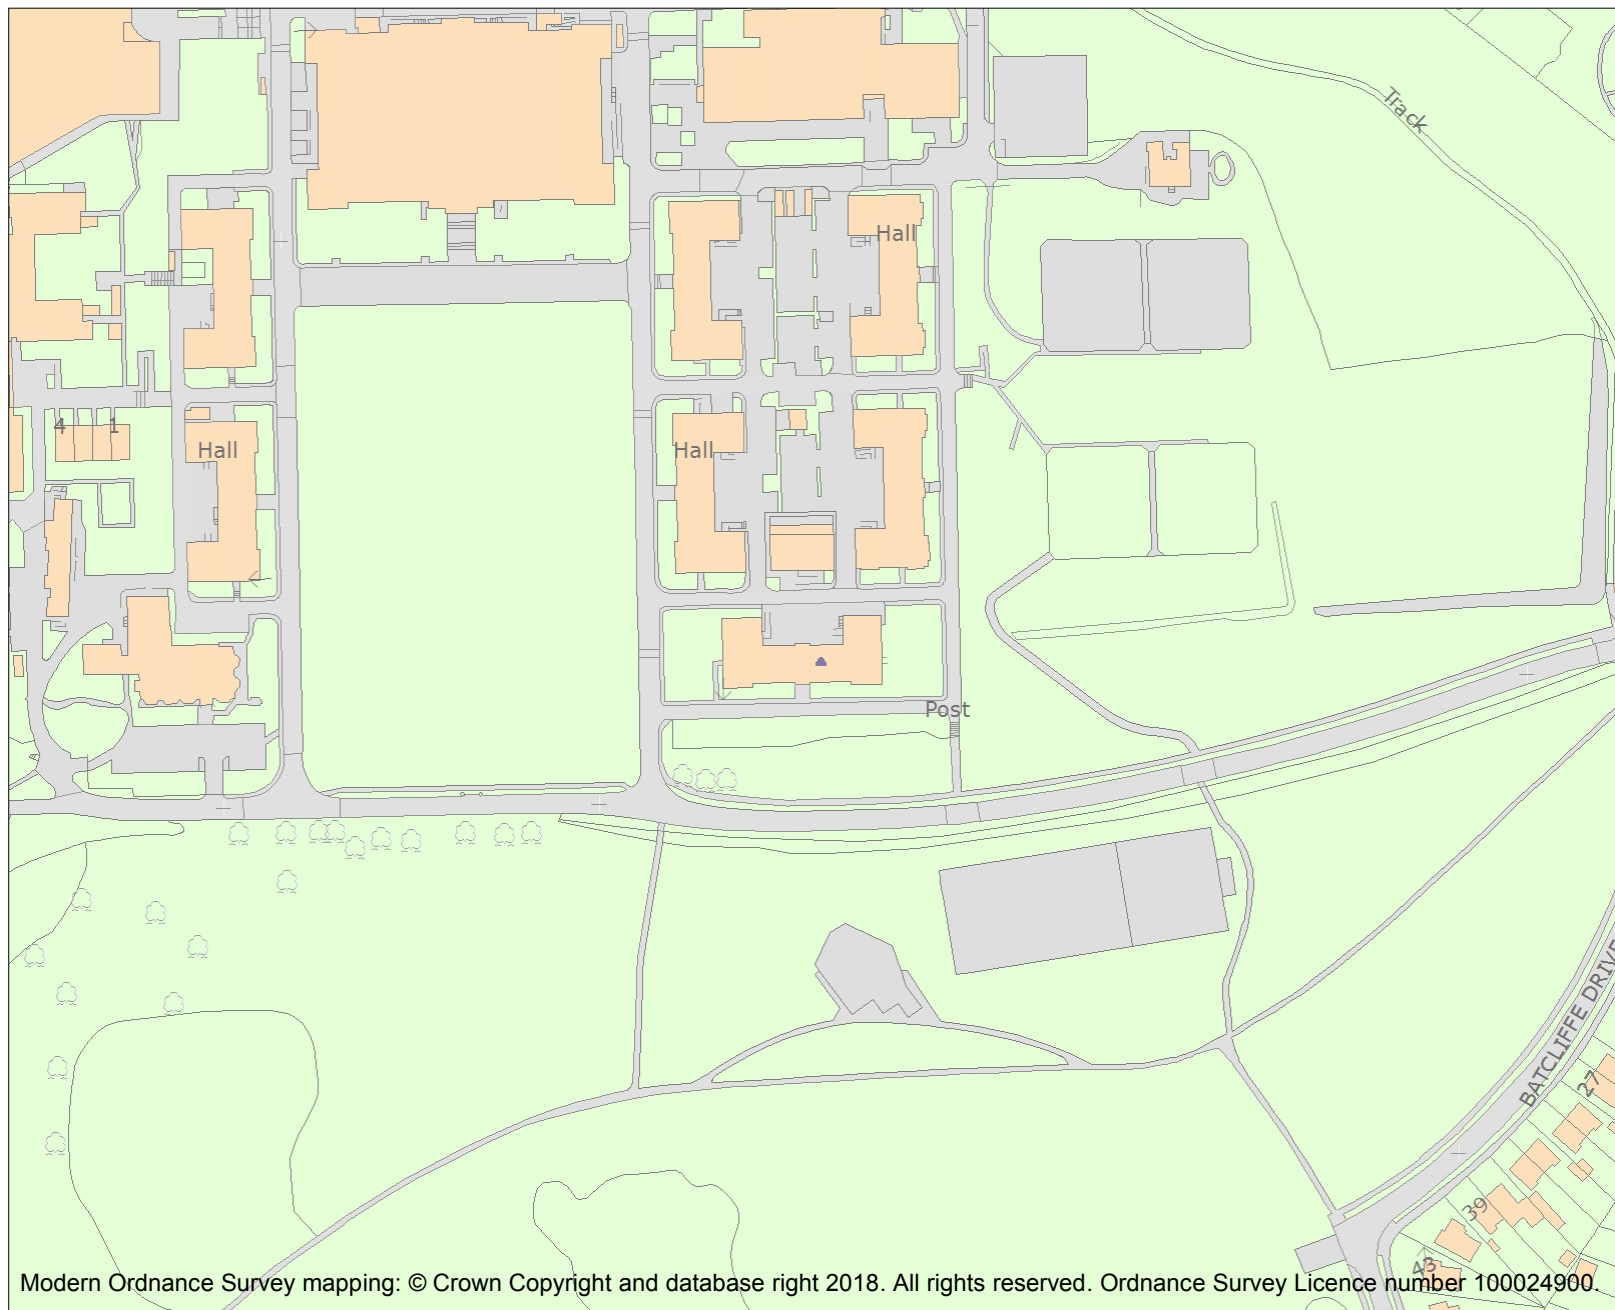 Track
Hall
4
1
Hall
Hall
Post
BATCLIFFE DRIVE
27
39
43
Modern Ordnance Survey mapping: © Crown Copyright and database right 2018. All rights reserved. Ordnance Survey Licence number 100024900.